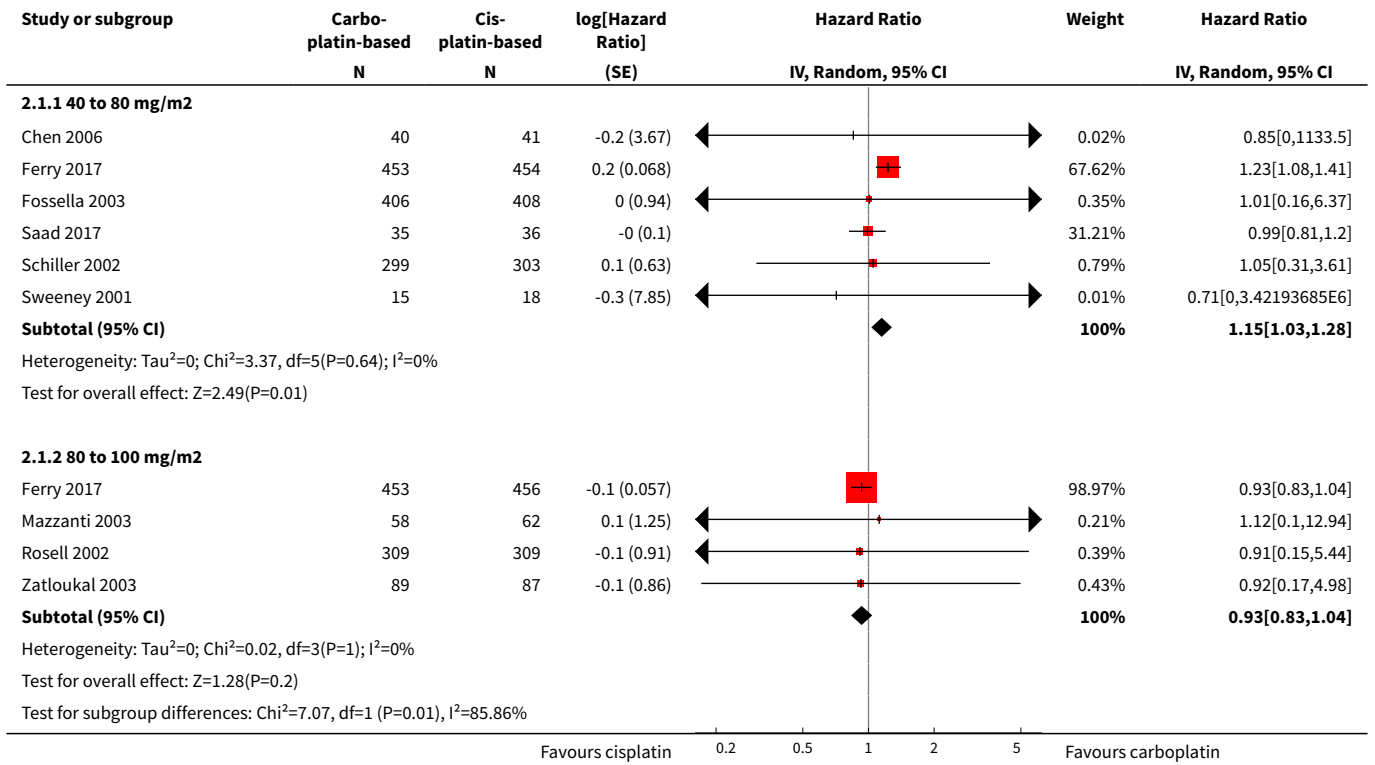 Study or subgroup Carbo-platin-based Cis-platin-based log[Hazard Ratio] Hazard Ratio Weight Hazard Ratio
N N (SE) IV, Random, 95% CI IV, Random, 95% CI
2.1.1 40 to 80 mg/m2
Chen 2006 40 41 -0.2 (3.67) 0.02% 0.85[0,1133.5]
Ferry 2017 453 454 0.2 (0.068) 67.62% 1.23[1.08,1.41]
Fossella 2003 406 408 0 (0.94) 0.35% 1.01[0.16,6.37]
Saad 2017 35 36 -0 (0.1) 31.21% 0.99[0.81,1.2]
Schiller 2002 299 303 0.1 (0.63) 0.79% 1.05[0.31,3.61]
Sweeney 2001 15 18 -0.3 (7.85) 0.01% 0.71[0,3.42193685E6]
Subtotal (95% CI) 100% 1.15[1.03,1.28]
Heterogeneity: Tau²=0; Chi²=3.37, df=5(P=0.64); I²=0%
Test for overall effect: Z=2.49(P=0.01)
2.1.2 80 to 100 mg/m2
Ferry 2017 453 456 -0.1 (0.057) 98.97% 0.93[0.83,1.04]
Mazzanti 2003 58 62 0.1 (1.25) 0.21% 1.12[0.1,12.94]
Rosell 2002 309 309 -0.1 (0.91) 0.39% 0.91[0.15,5.44]
Zatloukal 2003 89 87 -0.1 (0.86) 0.43% 0.92[0.17,4.98]
Subtotal (95% CI) 100% 0.93[0.83,1.04]
Heterogeneity: Tau²=0; Chi²=0.02, df=3(P=1); I²=0%
Test for overall effect: Z=1.28(P=0.2)
Test for subgroup differences: Chi²=7.07, df=1 (P=0.01), I²=85.86%
Favours cisplatin 0.2 0.5 1 2 5 Favours carboplatin